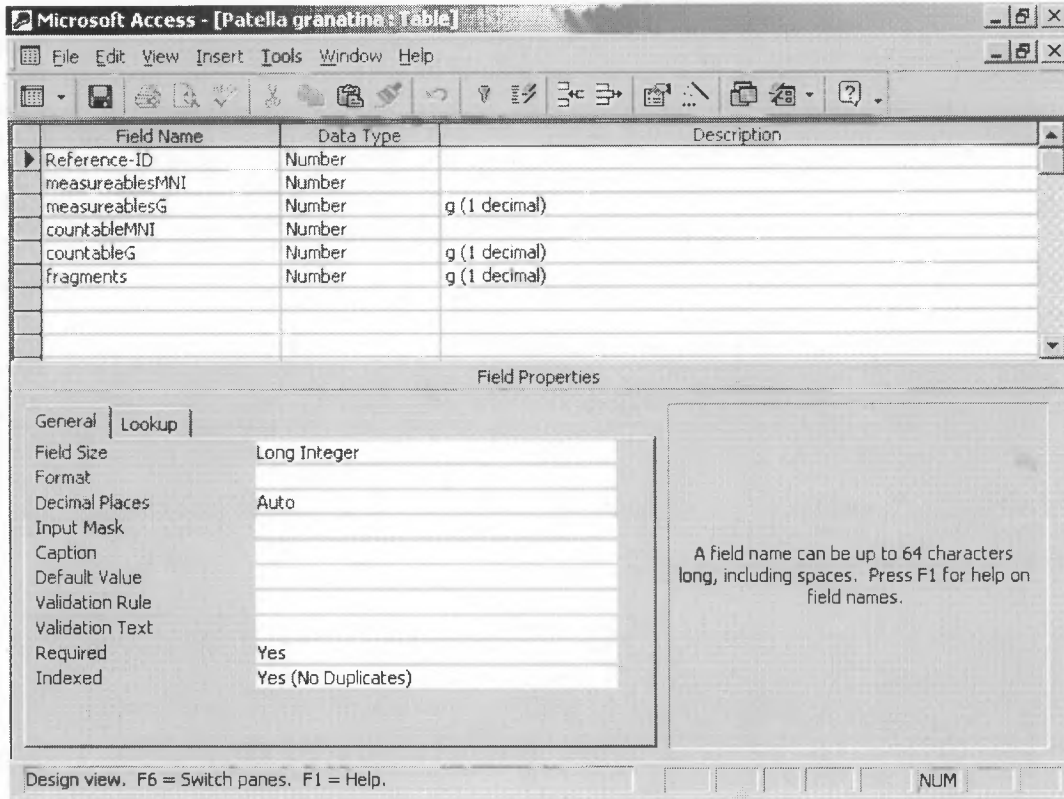 Microsoft Access - [Patella granatina : Table]
File Edit View Insert Tools Window Help
Field Name Data Type Description
Reference-ID Number
measureablesMNI Number
measureablesG Number g (1 decimal)
countableMNI Number
countableG Number g (1 decimal)
fragments Number g (1 decimal)
Field Properties
General Lookup
Field Size Long Integer
Format
Decimal Places Auto
Input Mask
Caption
Default Value
Validation Rule
Validation Text
Required Yes
Indexed Yes (No Duplicates)
A field name can be up to 64 characters
long, including spaces. Press F1 for help on
field names.
Design view. F6 = Switch panes. F1 = Help. NUM